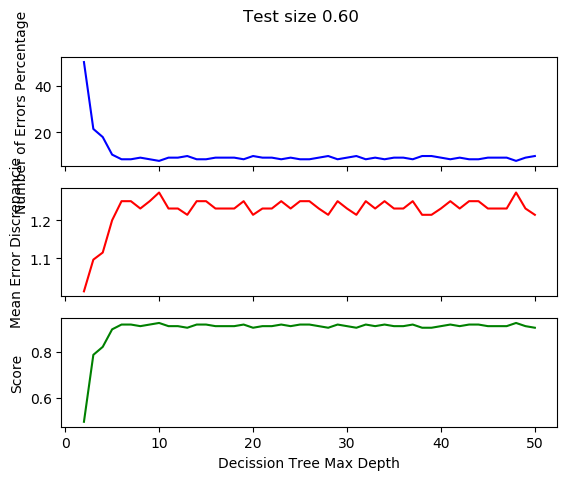 Test size 0.60
Number of Errors Percentage
40
20
Mean Error Discrepancie
1.2
1.1
Score
0.8
0.6
0
10
20
30
40
50
Decission Tree Max Depth